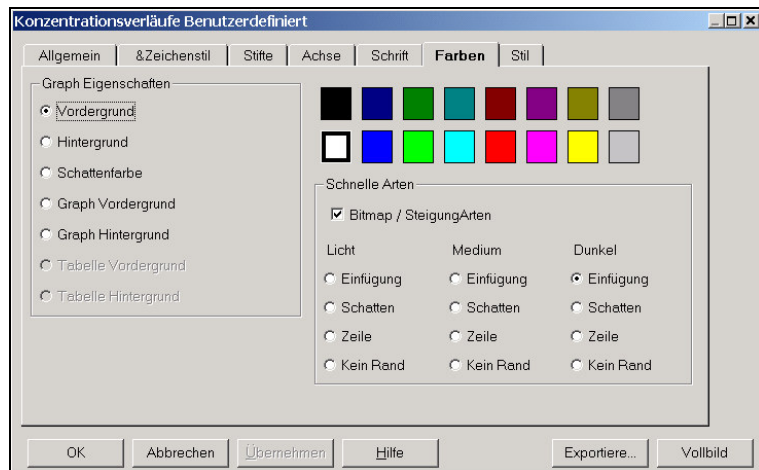 Konzentrationsverläufe Benutzerdefiniert
Allgemein
&Zeichenstil
Stifte
Achse
Schrift
Farben
Stil
Graph Eigenschaften
Vordergrund
Hintergrund
Schattenfarbe
Graph Vordergrund
Graph Hintergrund
Tabelle Vordergrund
Tabelle Hintergrund
Schnelle Arten
Bitmap / SteigungArten
Licht Medium Dunkel
Einfügung Einfügung Einfügung
Schatten Schatten Schatten
Zeile Zeile Zeile
Kein Rand Kein Rand Kein Rand
OK
Abbrechen
Übernehmen
Hilfe
Exportiere...
Vollbild